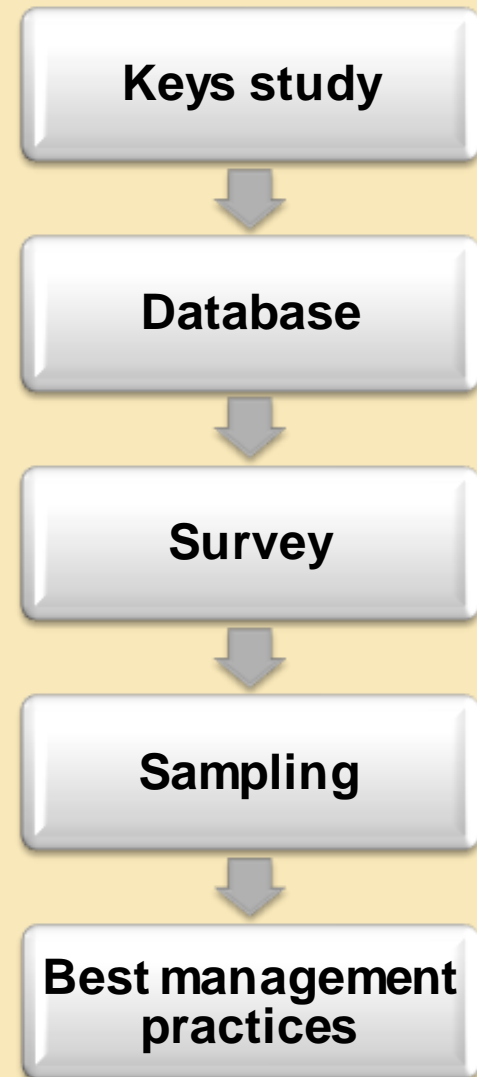 Keys study
Database
Survey
Sampling
Best management
practices